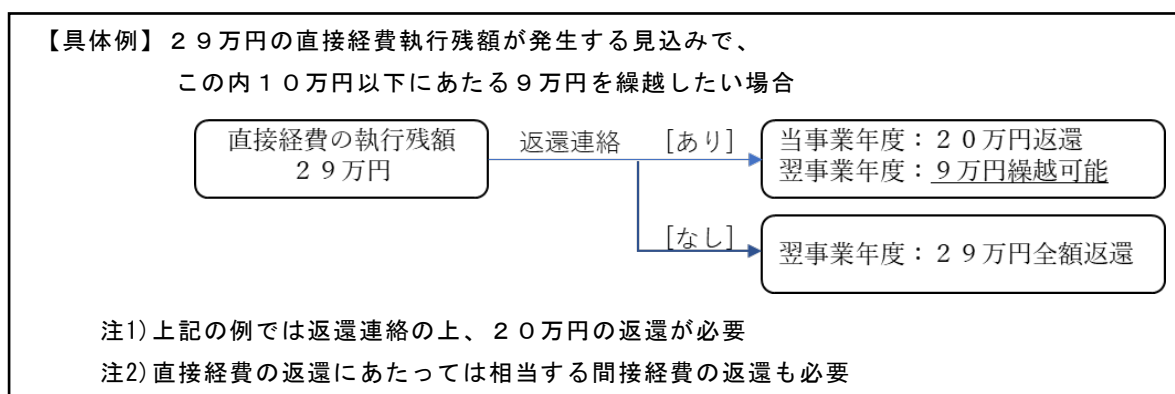 【具体例】２９万円の直接経費執行残額が発生する見込みで、
この内１０万円以下にあたる９万円を繰越したい場合
直接経費の執行残額
２９万円
返還連絡 [あり]
当事業年度：２０万円返還
翌事業年度：９万円繰越可能
[なし]
翌事業年度：２９万円全額返還
注1)上記の例では返還連絡の上、２０万円の返還が必要
注2)直接経費の返還にあたっては相当する間接経費の返還も必要